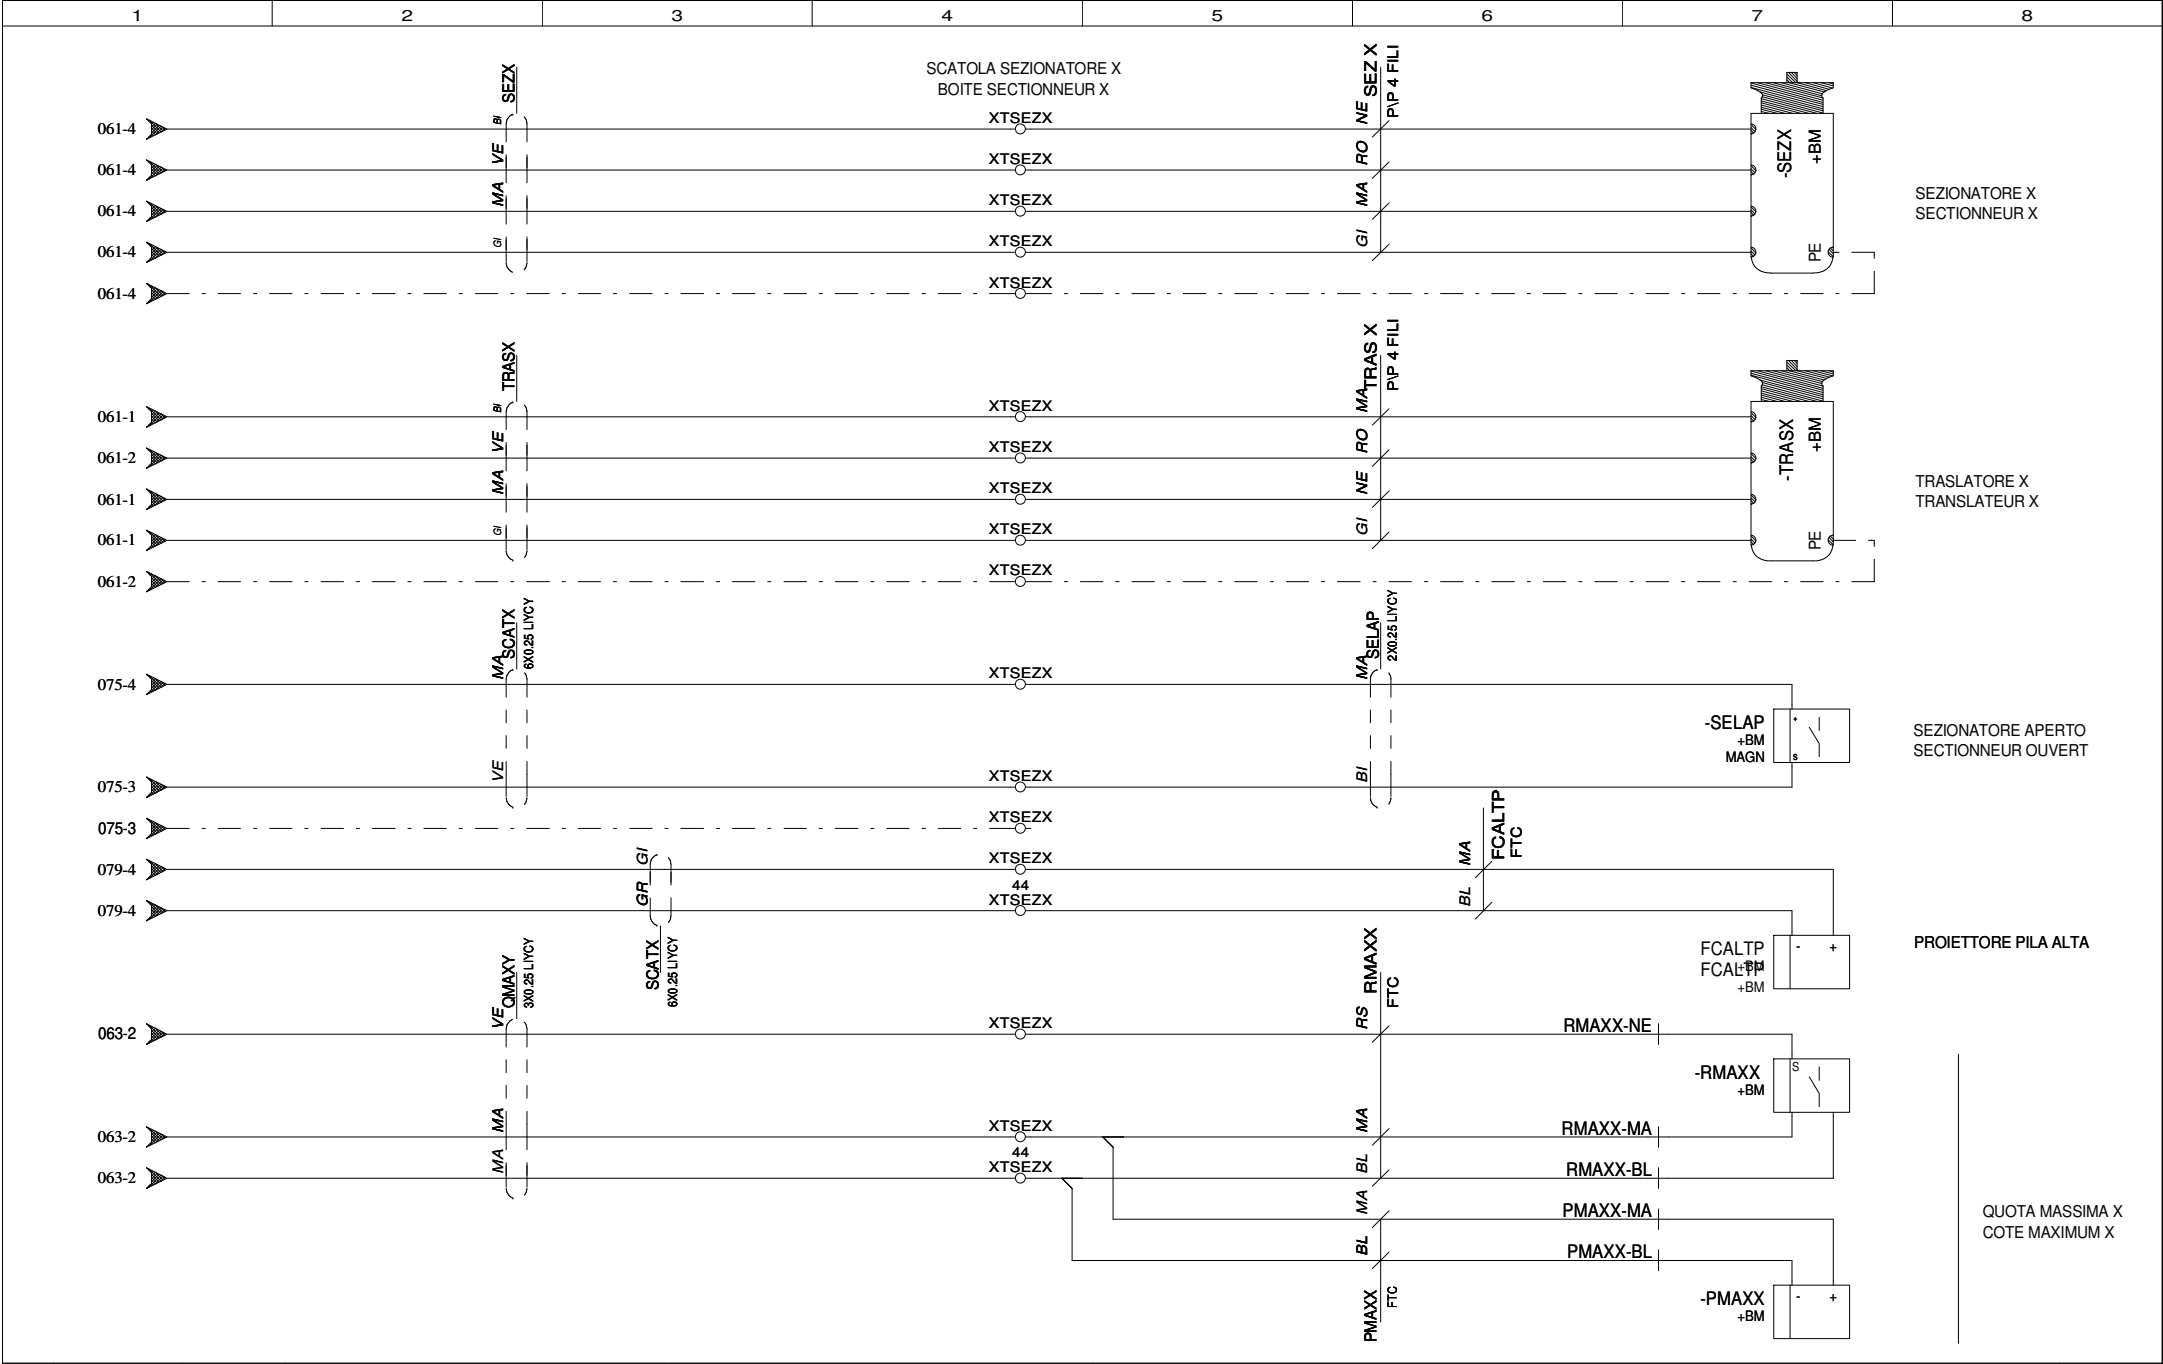 1 2 3 4 5 6 7 8
SCATOLA SEZIONATORE X
BOITE SECTIONNEUR X
SEZX
SEZ X
P\P 4 FILI
061-4 BI XTSEZX NE
061-4 VE XTSEZX RO
061-4 MA XTSEZX MA
061-4 GI XTSEZX GI
061-4 XTSEZX
-SEZX
+BM
PE
SEZIONATORE X
SECTIONNEUR X
TRASX
TRAS X
P\P 4 FILI
061-1 BI XTSEZX MA
061-2 VE XTSEZX RO
061-1 MA XTSEZX NE
061-1 GI XTSEZX GI
061-2 XTSEZX
-TRASX
+BM
PE
TRASLATORE X
TRANSLATEUR X
SCATX
6X0.25 LIYCY
SELAP
2X0.25 LIYCY
075-4 MA XTSEZX MA
-SELAP
+BM
MAGN
+
S
SEZIONATORE APERTO
SECTIONNEUR OUVERT
075-3 VE XTSEZX BI
075-3 XTSEZX
FCALTP
FTC
079-4 GI XTSEZX MA
44
079-4 GR XTSEZX BL
SCATX
6X0.25 LIYCY
FCALTP
+BM
FCALTP
+BM
- +
PROIETTORE PILA ALTA
QMAXY
3X0.25 LIYCY
RMAXX
FTC
063-2 VE XTSEZX RS RMAXX-NE
-RMAXX
+BM
S
063-2 MA XTSEZX MA RMAXX-MA
44
063-2 MA XTSEZX BL RMAXX-BL
MA PMAXX-MA
BL PMAXX-BL
QUOTA MASSIMA X
COTE MAXIMUM X
PMAXX
FTC
-PMAXX
+BM
- +